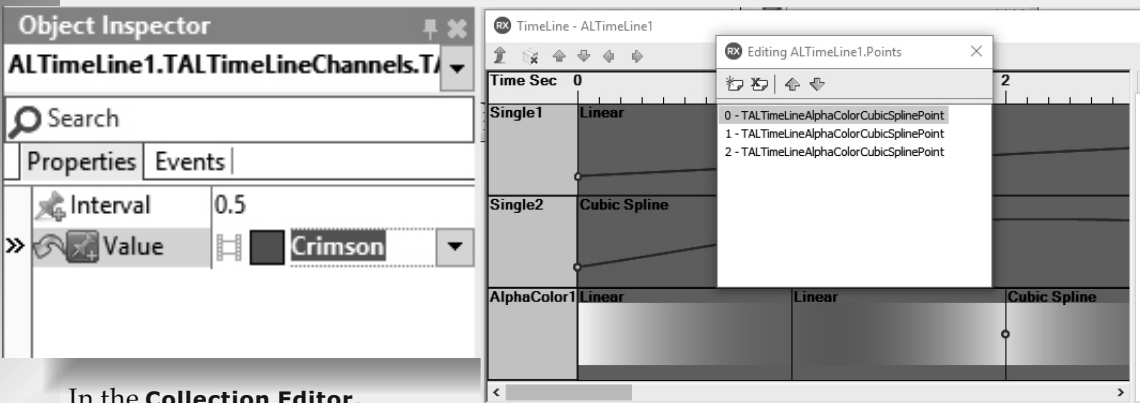 Object Inspector
ALTimeLine1.TALTimeLineChannels.TA
Search
Properties Events
Interval 0.5
Value Crimson
RX TimeLine - ALTimeLine1
Time Sec 0 2
Single1 Linear
Single2 Cubic Spline
AlphaColor1 Linear Linear Cubic Spline
RX Editing ALTimeLine1.Points
0 - TALTimeLineAlphaColorCubicSplinePoint
1 - TALTimeLineAlphaColorCubicSplinePoint
2 - TALTimeLineAlphaColorCubicSplinePoint
In the Collection Editor,